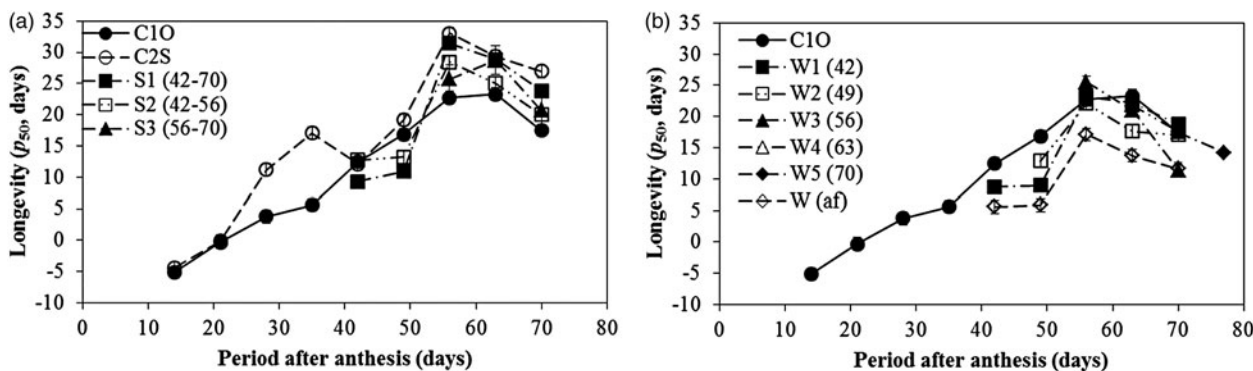 (a)
C1O
C2S
S1 (42-70)
S2 (42-56)
S3 (56-70)
35
30
25
20
15
10
5
0
-5
-10
Longevity (p50, days)
0 10 20 30 40 50 60 70 80
Period after anthesis (days)
(b)
C1O
W1 (42)
W2 (49)
W3 (56)
W4 (63)
W5 (70)
W (af)
35
30
25
20
15
10
5
0
-5
-10
Longevity (p50, days)
0 10 20 30 40 50 60 70 80
Period after anthesis (days)